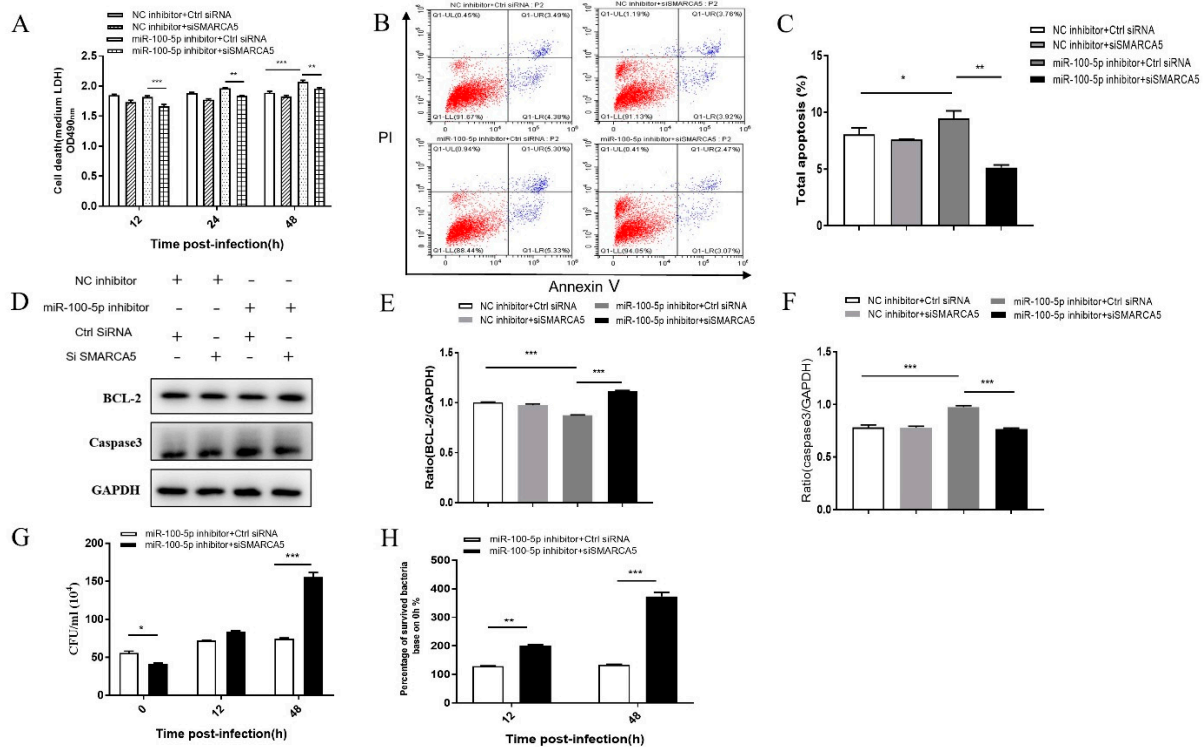 A
NC inhibitor+Ctrl siRNA
NC inhibitor+siSMARCA5
miR-100-5p inhibitor+Ctrl siRNA
miR-100-5p inhibitor+siSMARCA5
Cell death(medium LDH)
OD490nm
2.5
2.0
1.5
1.0
0.5
0.0
***
**
***
**
12
24
48
Time post-infection(h)
B
NC inhibitor+Ctrl siRNA : P2
Q1-UL(0.45%)
Q1-UR(3.49%)
Q1-LL(91.67%)
Q1-LR(4.38%)
NC inhibitor+siSMARCA5 : P2
Q1-UL(1.19%)
Q1-UR(3.76%)
Q1-LL(91.13%)
Q1-LR(3.92%)
miR-100-5p inhibitor+Ctrl siRNA : P2
Q1-UL(0.94%)
Q1-UR(5.30%)
Q1-LL(88.44%)
Q1-LR(5.33%)
miR-100-5p inhibitor+siSMARCA5 : P2
Q1-UL(0.41%)
Q1-UR(2.47%)
Q1-LL(94.05%)
Q1-LR(3.07%)
PI
Annexin V
C
NC inhibitor+Ctrl siRNA
NC inhibitor+siSMARCA5
miR-100-5p inhibitor+Ctrl siRNA
miR-100-5p inhibitor+siSMARCA5
Total apoptosis (%)
15
10
5
0
*
**
D
NC inhibitor + + - -
miR-100-5p inhibitor - - + +
Ctrl SiRNA + - + -
Si SMARCA5 - + - +
BCL-2
Caspase3
GAPDH
E
NC inhibitor+Ctrl siRNA miR-100-5p inhibitor+Ctrl siRNA
NC inhibitor+siSMARCA5 miR-100-5p inhibitor+siSMARCA5
Ratio(BCL-2/GAPDH)
1.5
1.0
0.5
0.0
***
***
F
NC inhibitor+Ctrl siRNA miR-100-5p inhibitor+Ctrl siRNA
NC inhibitor+siSMARCA5 miR-100-5p inhibitor+siSMARCA5
Ratio(caspase3/GAPDH)
1.5
1.0
0.5
0.0
***
***
G
miR-100-5p inhibitor+Ctrl siRNA
miR-100-5p inhibitor+siSMARCA5
CFU/ml (10⁴)
200
150
100
50
0
*
***
0
12
48
Time post-infection(h)
H
miR-100-5p inhibitor+Ctrl siRNA
miR-100-5p inhibitor+siSMARCA5
Percentage of survived bacteria
base on 0h %
500
400
300
200
100
0
**
***
12
48
Time post-infection(h)